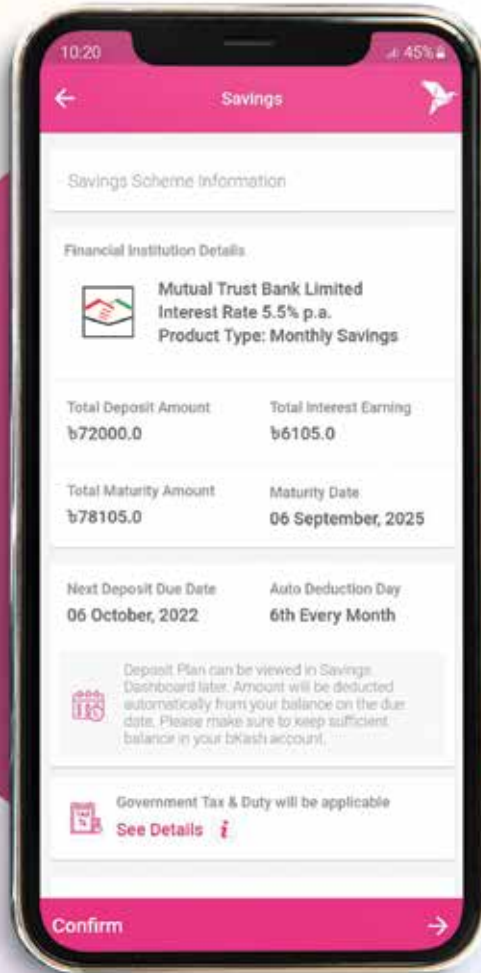 10:20
45%
Savings
Savings Scheme Information
Financial Institution Details
Mutual Trust Bank Limited
Interest Rate 5.5% p.a.
Product Type: Monthly Savings
Total Deposit Amount
Total Interest Earning
৳72000.0
৳6105.0
Total Maturity Amount
Maturity Date
৳78105.0
06 September, 2025
Next Deposit Due Date
Auto Deduction Day
06 October, 2022
6th Every Month
Deposit Plan can be viewed in Savings
Dashboard later. Amount will be deducted
automatically from your balance on the due
date. Please make sure to keep sufficient
balance in your bKash account.
Government Tax & Duty will be applicable
See Details i
Confirm